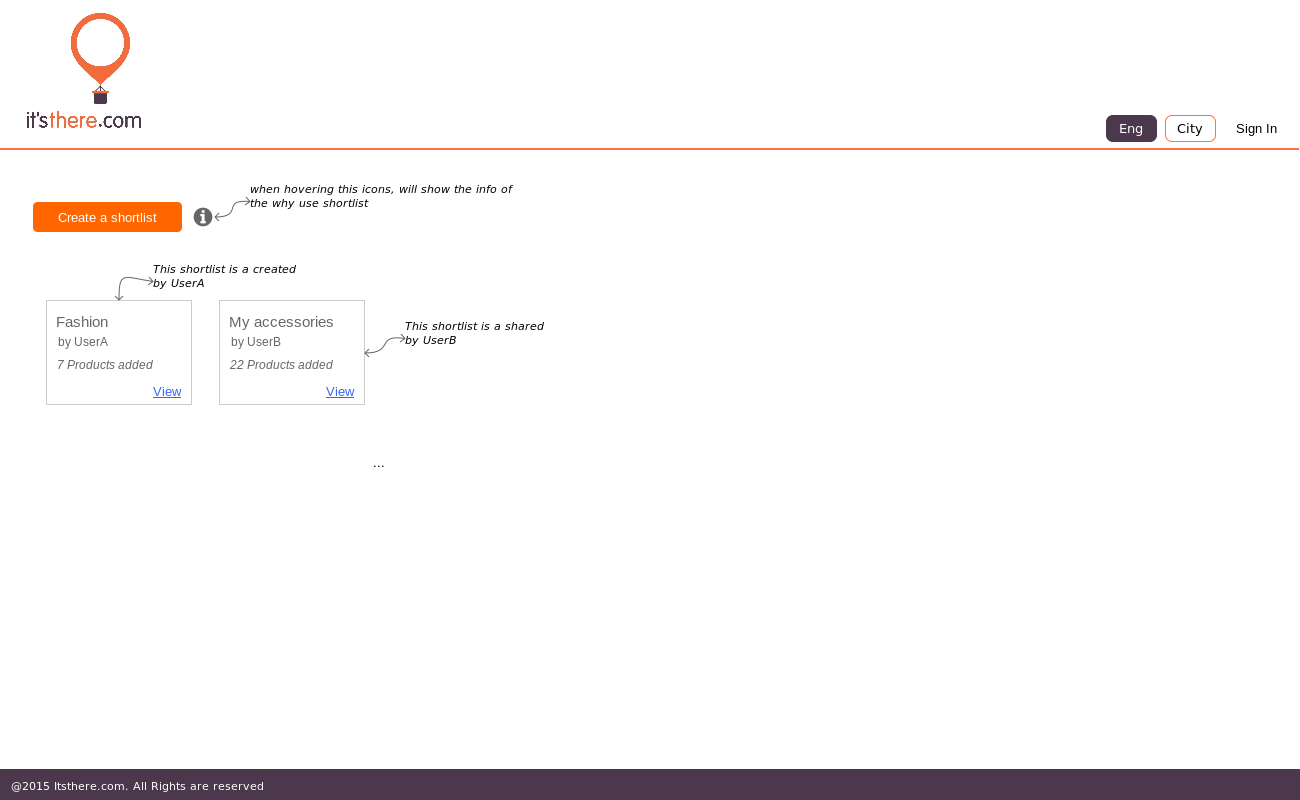 it'sthere.com
Eng
City
Sign In
when hovering this icons, will show the info of
the why use shortlist
Create a shortlist
This shortlist is a created
by UserA
Fashion
by UserA
7 Products added
View
My accessories
by UserB
22 Products added
View
This shortlist is a shared
by UserB
...
@2015 Itsthere.com. All Rights are reserved